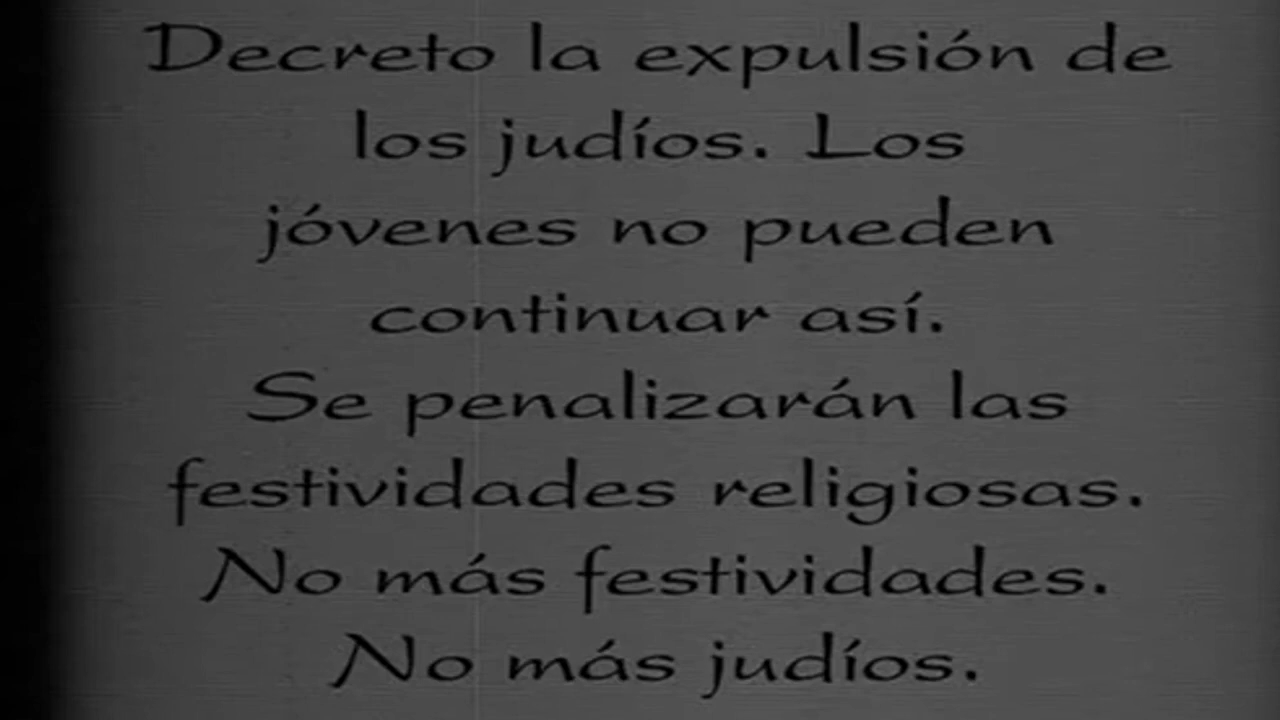 Decreto la expulsión de
los judíos. Los
jóvenes no pueden
continuar así.
Se penalizarán las
festividades religiosas.
No más festividades.
No más judíos.